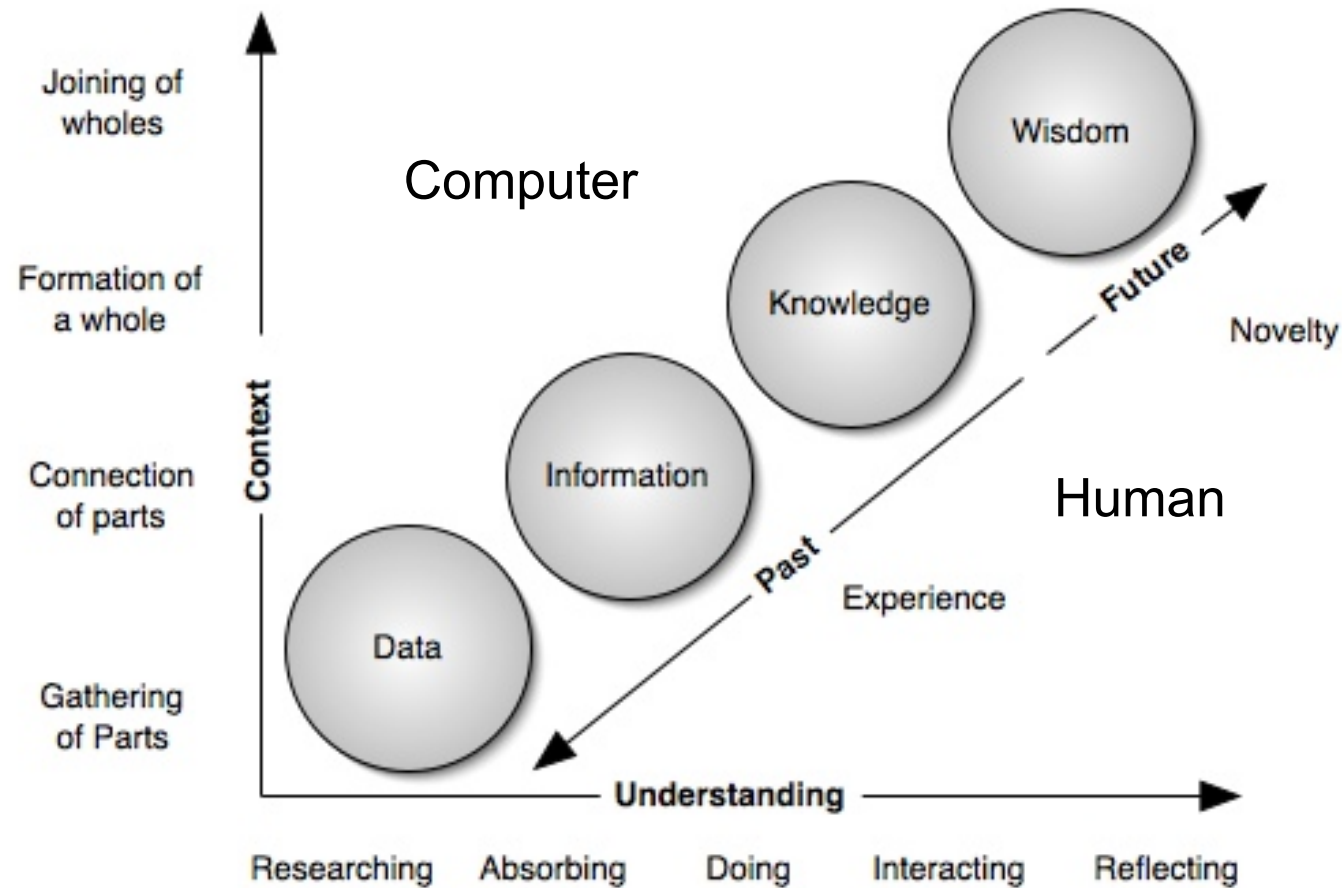 Joining of
wholes
Computer
Wisdom
Formation of
a whole
Knowledge
Future
Novelty
Context
Connection
of parts
Information
Human
Past
Experience
Data
Gathering
of Parts
Understanding
Researching
Absorbing
Doing
Interacting
Reflecting